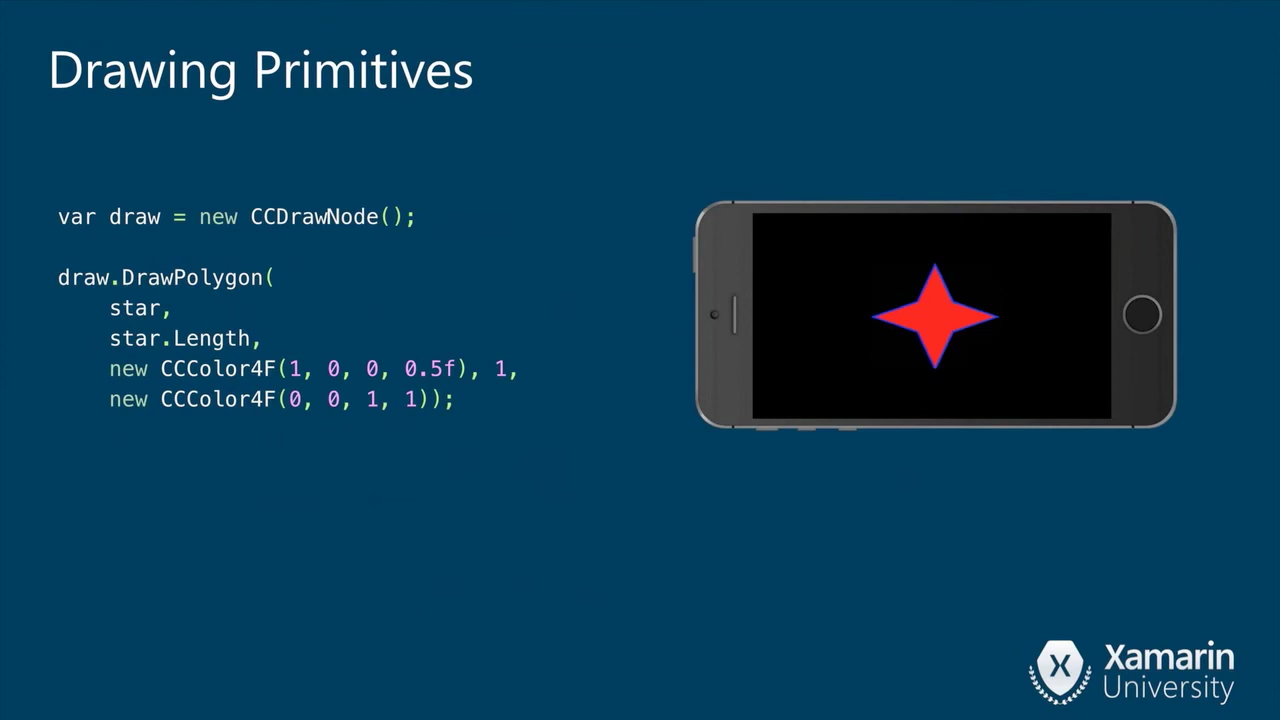 Drawing Primitives
var draw = new CCDrawNode();
draw.DrawPolygon(
star,
star.Length,
new CCColor4F(1, 0, 0, 0.5f), 1,
new CCColor4F(0, 0, 1, 1));
X
Xamarin
University